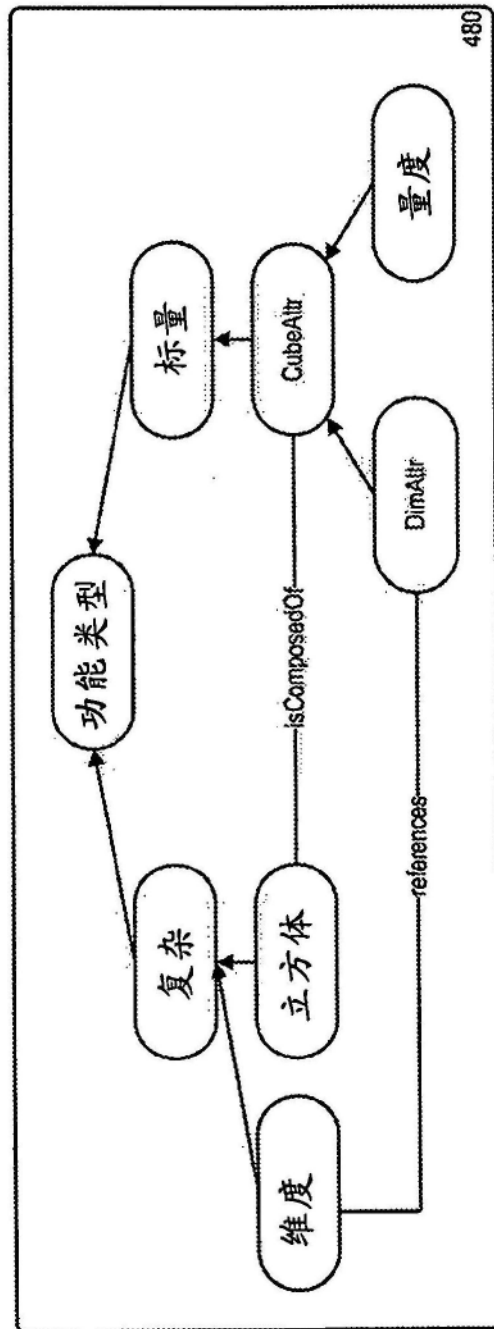 功能类型
复杂
标量
维度
立方体
isComposedOf
CubeAttr
references
DimAttr
量度
480